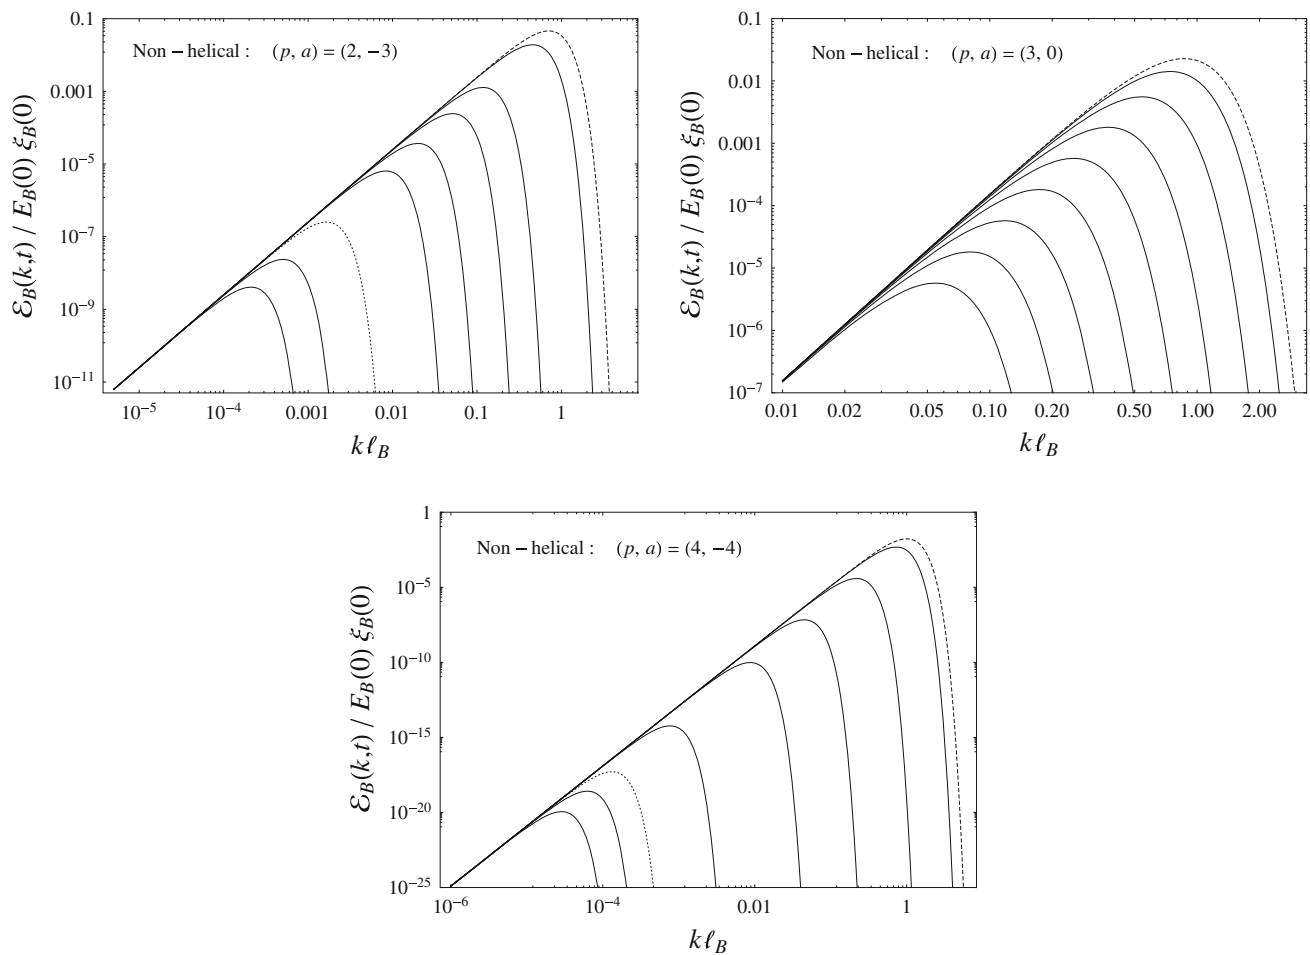 Non – helical : (p, a) = (2, −3)
0.1
0.001
10⁻⁵
10⁻⁷
10⁻⁹
10⁻¹¹
ℰ_B(k,t) / E_B(0) ξ_B(0)
10⁻⁵ 10⁻⁴ 0.001 0.01 0.1 1
kℓ_B
Non – helical : (p, a) = (3, 0)
0.1
0.01
0.001
10⁻⁴
10⁻⁵
10⁻⁶
10⁻⁷
ℰ_B(k,t) / E_B(0) ξ_B(0)
0.01 0.02 0.05 0.10 0.20 0.50 1.00 2.00
kℓ_B
Non – helical : (p, a) = (4, −4)
1
10⁻⁵
10⁻¹⁰
10⁻¹⁵
10⁻²⁰
10⁻²⁵
ℰ_B(k,t) / E_B(0) ξ_B(0)
10⁻⁶ 10⁻⁴ 0.01 1
kℓ_B